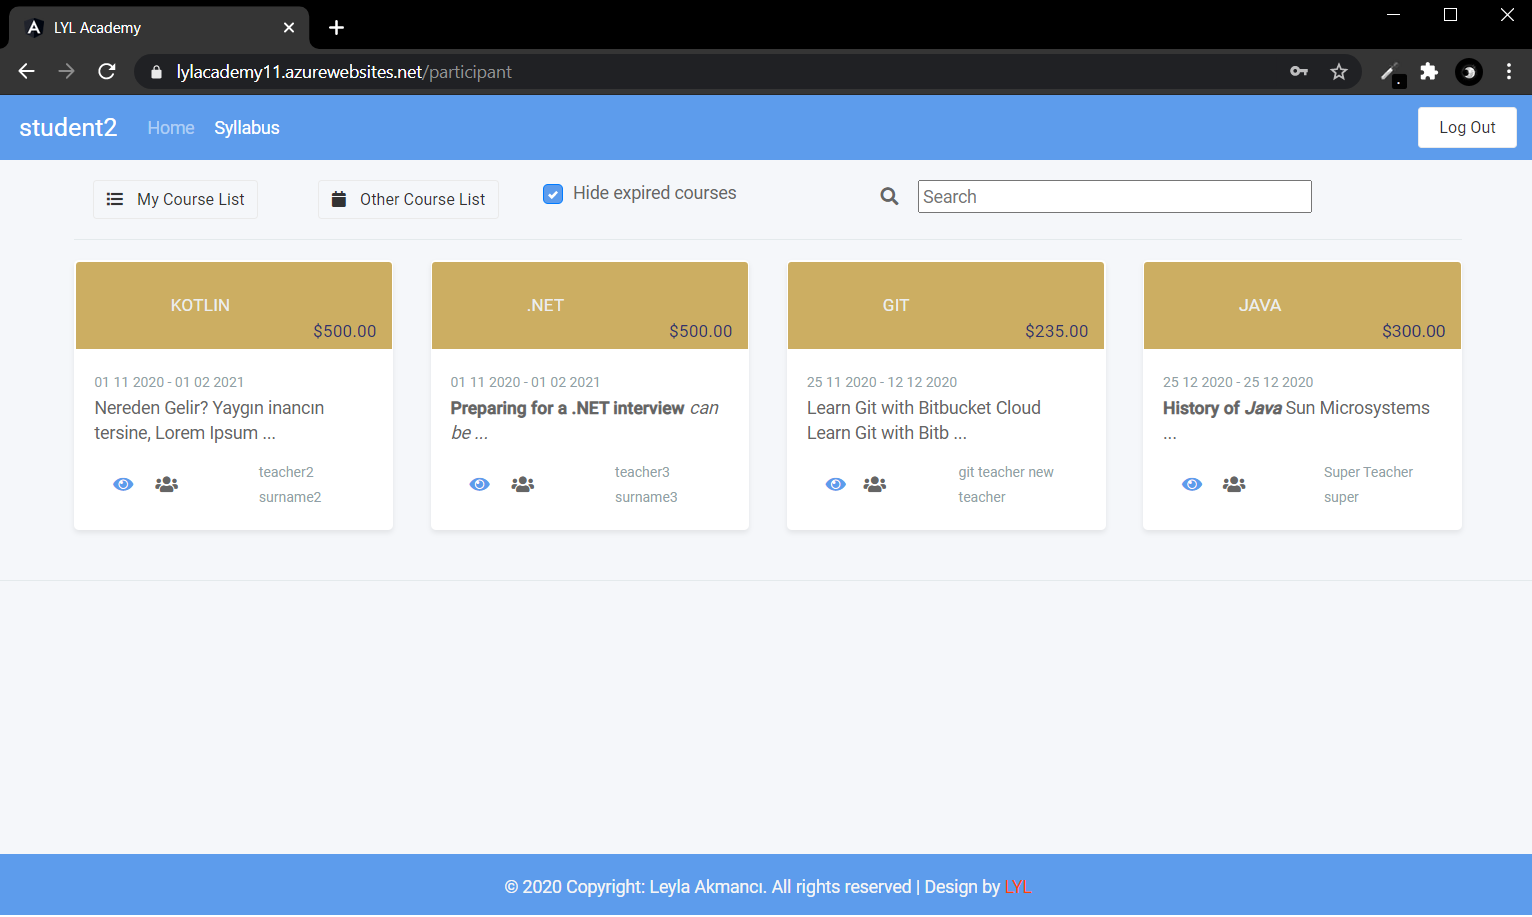 LYL Academy
lylacademy11.azurewebsites.net/participant
student2 Home Syllabus Log Out
My Course List Other Course List Hide expired courses Search
KOTLIN
$500.00
01 11 2020 - 01 02 2021
Nereden Gelir? Yaygın inancın
tersine, Lorem Ipsum ...
teacher2
surname2
.NET
$500.00
01 11 2020 - 01 02 2021
Preparing for a .NET interview can
be ...
teacher3
surname3
GIT
$235.00
25 11 2020 - 12 12 2020
Learn Git with Bitbucket Cloud
Learn Git with Bitb ...
git teacher new
teacher
JAVA
$300.00
25 12 2020 - 25 12 2020
History of Java Sun Microsystems
...
Super Teacher
super
© 2020 Copyright: Leyla Akmancı. All rights reserved | Design by LYL